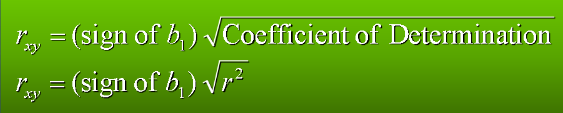 r_xy = (sign of b_1) √Coefficient of Determination
r_xy = (sign of b_1) √r²